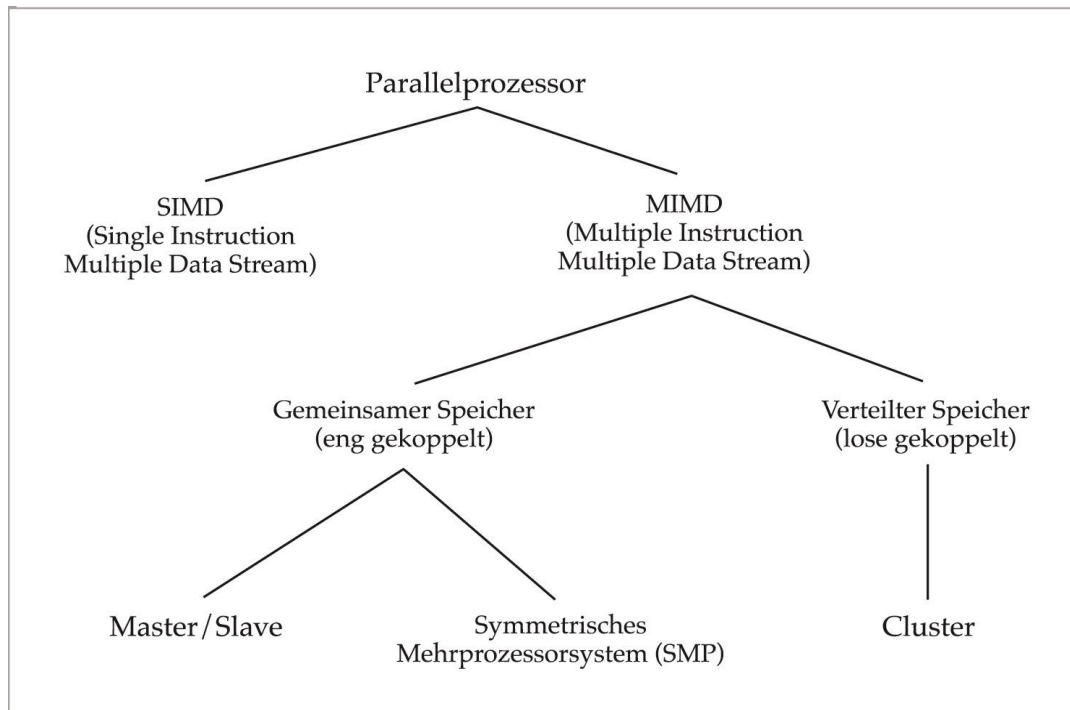 Parallelprozessor
SIMD
(Single Instruction
Multiple Data Stream)
MIMD
(Multiple Instruction
Multiple Data Stream)
Gemeinsamer Speicher
(eng gekoppelt)
Verteilter Speicher
(lose gekoppelt)
Master/Slave
Symmetrisches
Mehrprozessorsystem (SMP)
Cluster